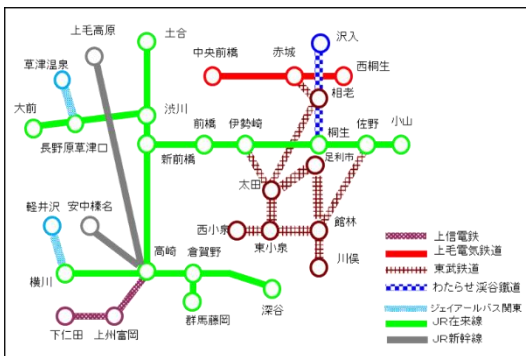 上毛高原
土合
沢入
中央前橋
赤城
西桐生
草津温泉
相老
大前
渋川
前橋
伊勢崎
桐生
佐野
小山
長野原草津口
新前橋
足利市
太田
軽井沢
安中榛名
西小泉
東小泉
館林
川俣
高崎
倉賀野
横川
群馬藤岡
深谷
下仁田
上州富岡
上信電鉄
上毛電気鉄道
東武鉄道
わたらせ渓谷鐵道
ジェイアールバス関東
JR在来線
JR新幹線